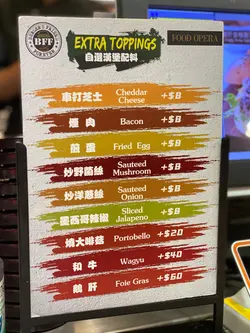 BFF
EXTRA TOPPINGS
FOOD OPERA
自選漢堡配料
車打芝士 Cheddar Cheese +$8
煙肉 Bacon +$8
煎蛋 Fried Egg +$8
炒野菌絲 Sauteed Mushroom +$8
炒洋蔥絲 Sauteed Onion +$8
墨西哥辣椒 Sliced Jalapeno +$8
燒大啡菇 Portobello +$20
和牛 Wagyu +$40
鵝肝 Foie Gras +$60